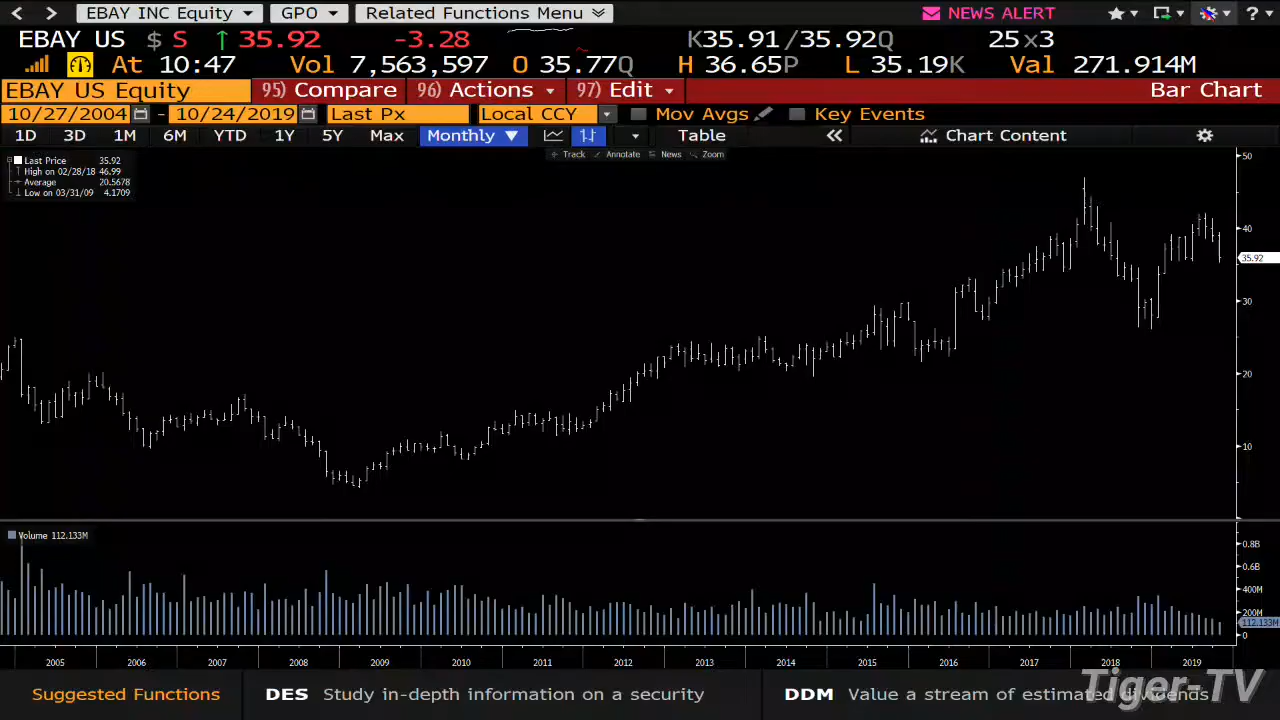 EBAY INC Equity GPO Related Functions Menu NEWS ALERT ?
EBAY US $ S ↑ 35.92 -3.28 K35.91/35.92Q 25x3
At 10:47 Vol 7,563,597 O 35.77Q H 36.65P L 35.19K Val 271.914M
EBAY US Equity 95) Compare 96) Actions 97) Edit Bar Chart
10/27/2004 - 10/24/2019 Last Px Local CCY Mov Avgs Key Events
1D 3D 1M 6M YTD 1Y 5Y Max Monthly ▼ Table « Chart Content
Track Annotate News Zoom
Last Price 35.92
High on 02/28/18 46.99
Average 20.5678
Low on 03/31/09 4.1709
50
40
35.92
30
20
10
Volume 112.133M
0.8B
0.6B
400M
200M
112.133M
0
2005 2006 2007 2008 2009 2010 2011 2012 2013 2014 2015 2016 2017 2018 2019
Suggested Functions DES Study in-depth information on a security DDM Value a stream of estimated dividends
Tiger-TV